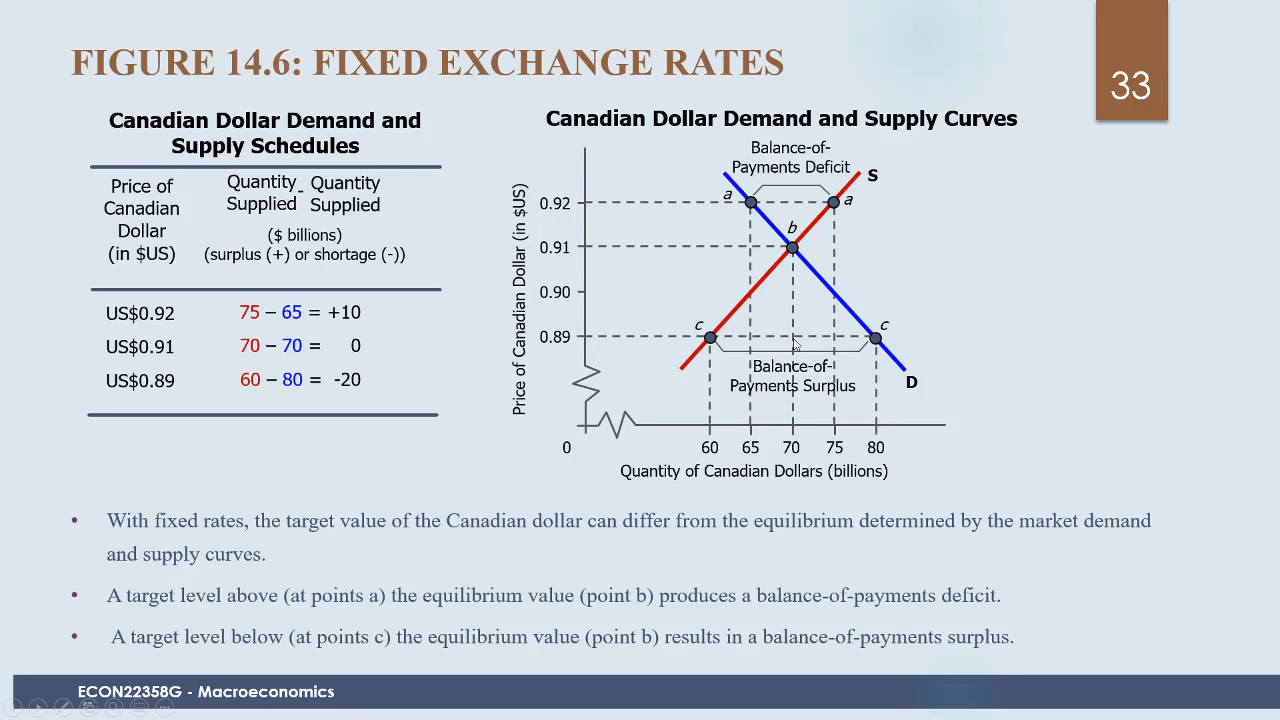 FIGURE 14.6: FIXED EXCHANGE RATES
33
Canadian Dollar Demand and
Supply Schedules
Price of
Canadian
Dollar
(in $US)
Quantity - Quantity
Supplied Supplied
($ billions)
(surplus (+) or shortage (-))
US$0.92 75 – 65 = +10
US$0.91 70 – 70 = 0
US$0.89 60 – 80 = -20
Canadian Dollar Demand and Supply Curves
Balance-of-
Payments Deficit
S
a
a
b
c
c
D
Price of Canadian Dollar (in $US)
0.92
0.91
0.90
0.89
Balance-of-
Payments Surplus
0 60 65 70 75 80
Quantity of Canadian Dollars (billions)
• With fixed rates, the target value of the Canadian dollar can differ from the equilibrium determined by the market demand
and supply curves.
• A target level above (at points a) the equilibrium value (point b) produces a balance-of-payments deficit.
• A target level below (at points c) the equilibrium value (point b) results in a balance-of-payments surplus.
ECON22358G - Macroeconomics